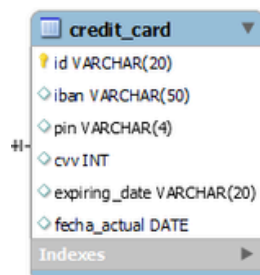 credit_card
id VARCHAR(20)
iban VARCHAR(50)
pin VARCHAR(4)
cvv INT
expiring_date VARCHAR(20)
fecha_actual DATE
Indexes